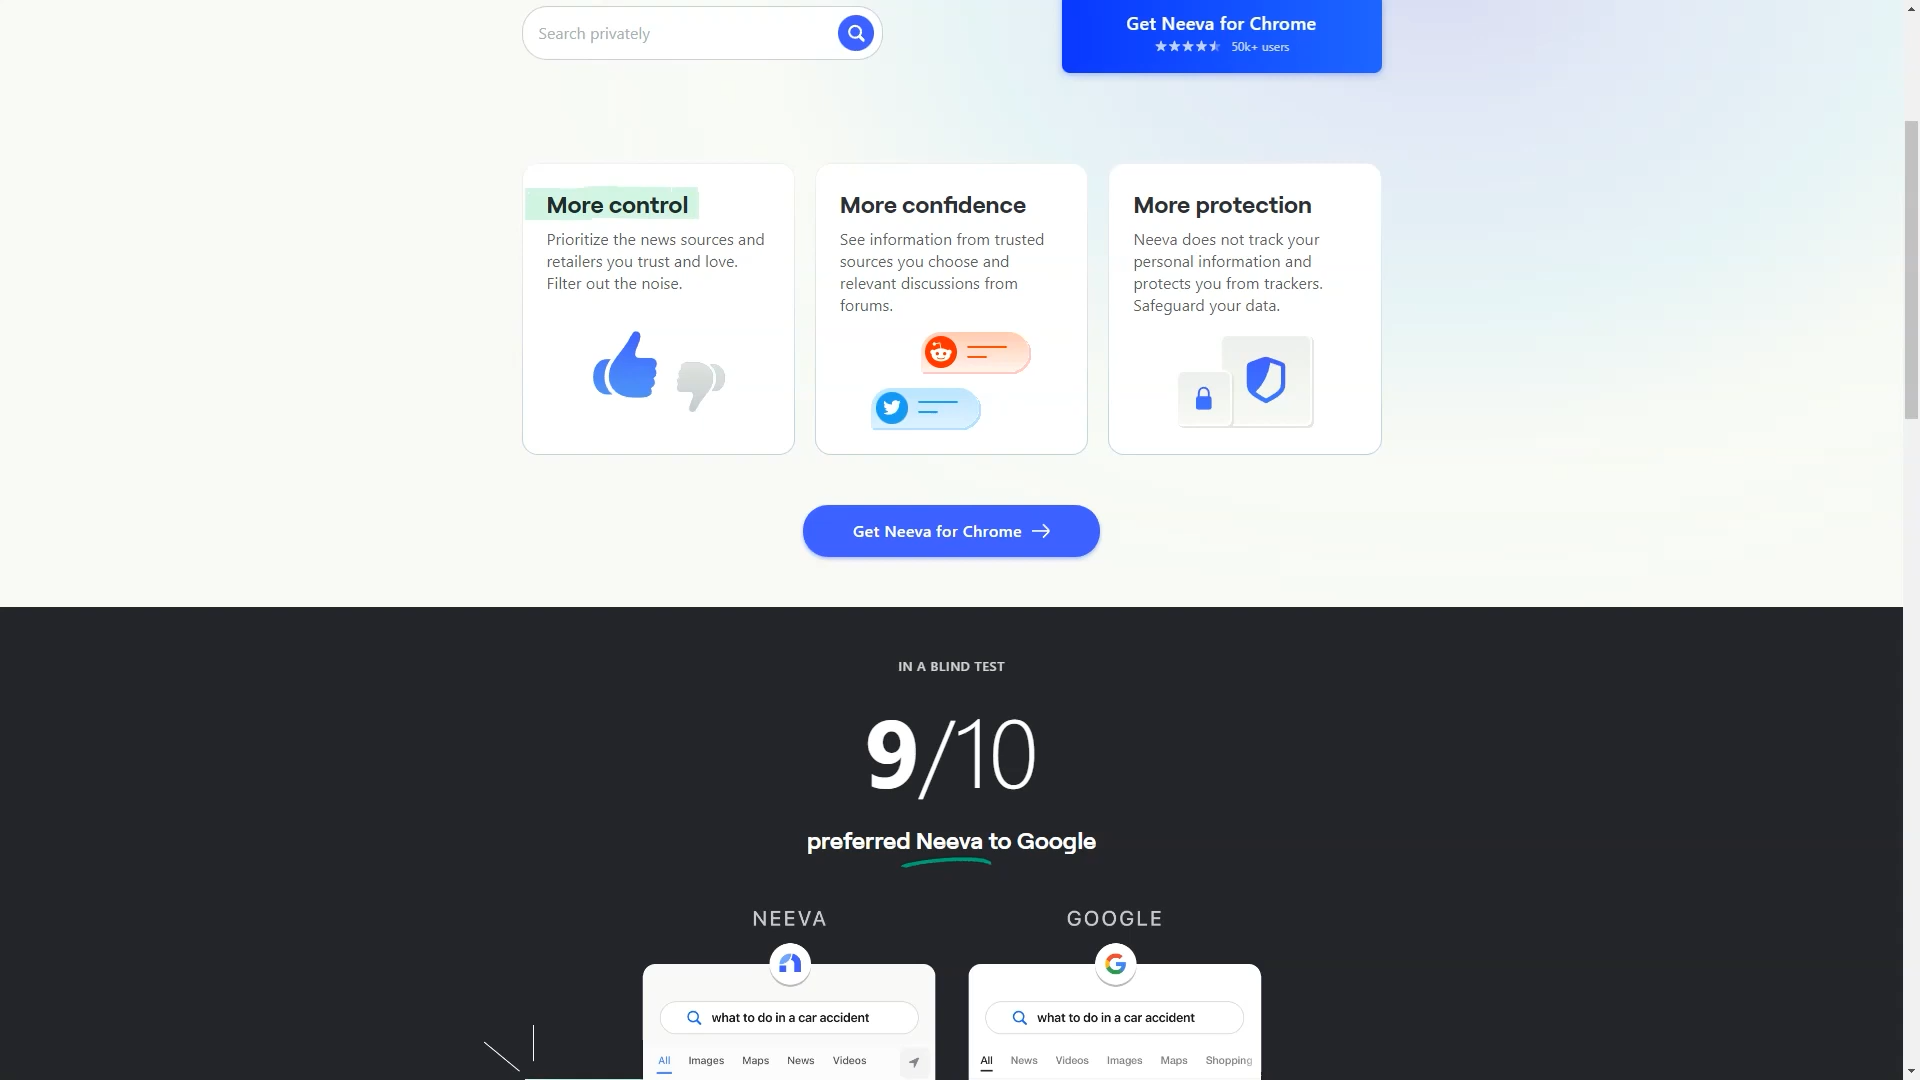 Search privately
Get Neeva for Chrome
50k+ users
More control
Prioritize the news sources and
retailers you trust and love.
Filter out the noise.
More confidence
See information from trusted
sources you choose and
relevant discussions from
forums.
More protection
Neeva does not track your
personal information and
protects you from trackers.
Safeguard your data.
Get Neeva for Chrome
IN A BLIND TEST
9/10
preferred Neeva to Google
NEEVA
what to do in a car accident
All Images Maps News Videos
GOOGLE
what to do in a car accident
All News Videos Images Maps Shopping